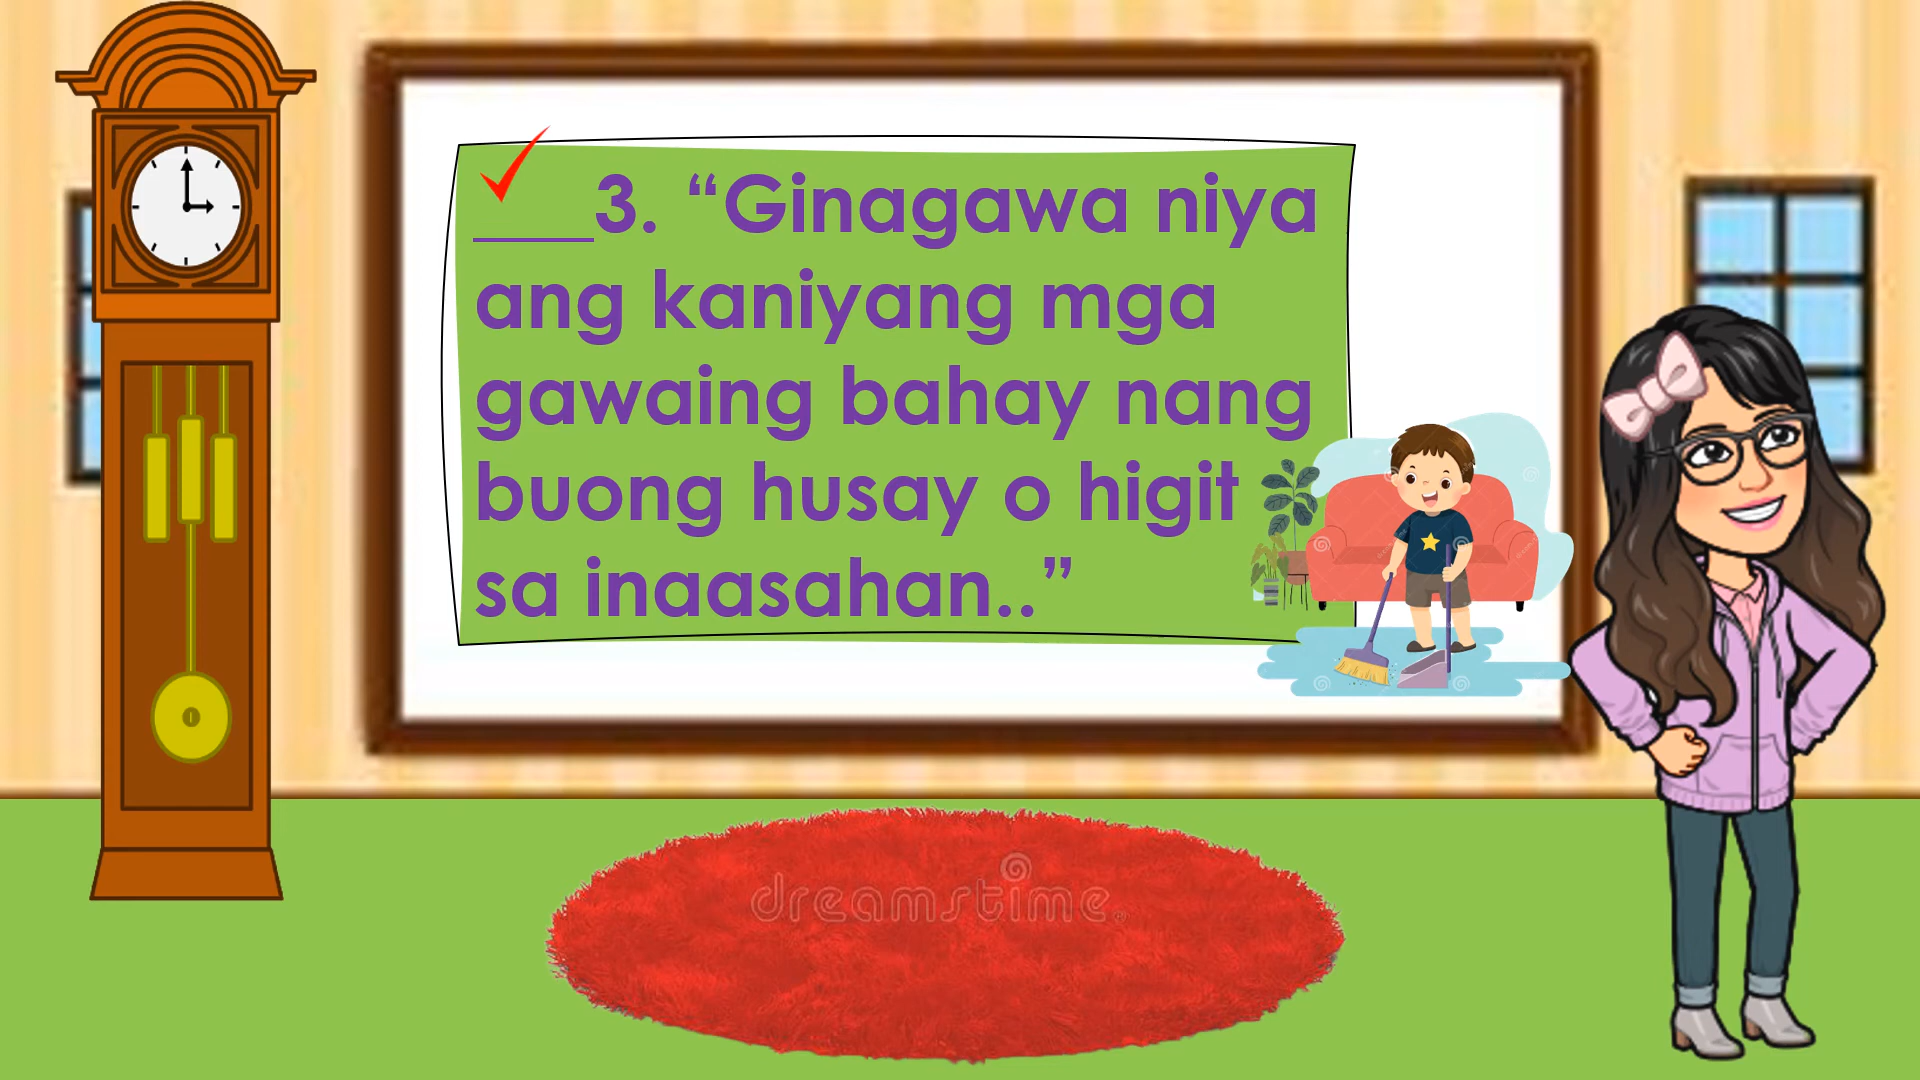 ___3. “Ginagawa niya
ang kaniyang mga
gawaing bahay nang
buong husay o higit
sa inaasahan..”
dreamstime.